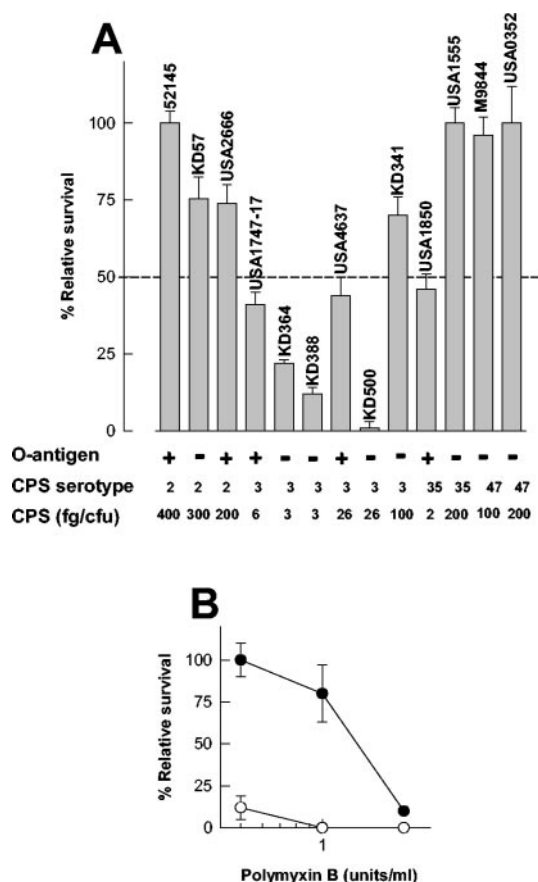 A
% Relative survival
100
75
50
25
0
52145
KD57
USA2666
USA1747-17
KD364
KD388
USA4637
KD500
KD341
USA1850
USA1555
M9844
USA0352
O-antigen + - + + - - + - - + - - -
CPS serotype 2 2 2 3 3 3 3 3 3 35 35 47 47
CPS (fg/cfu) 400 300 200 6 3 3 26 26 100 2 200 100 200
B
% Relative survival
100
75
50
25
0
1
Polymyxin B (units/ml)